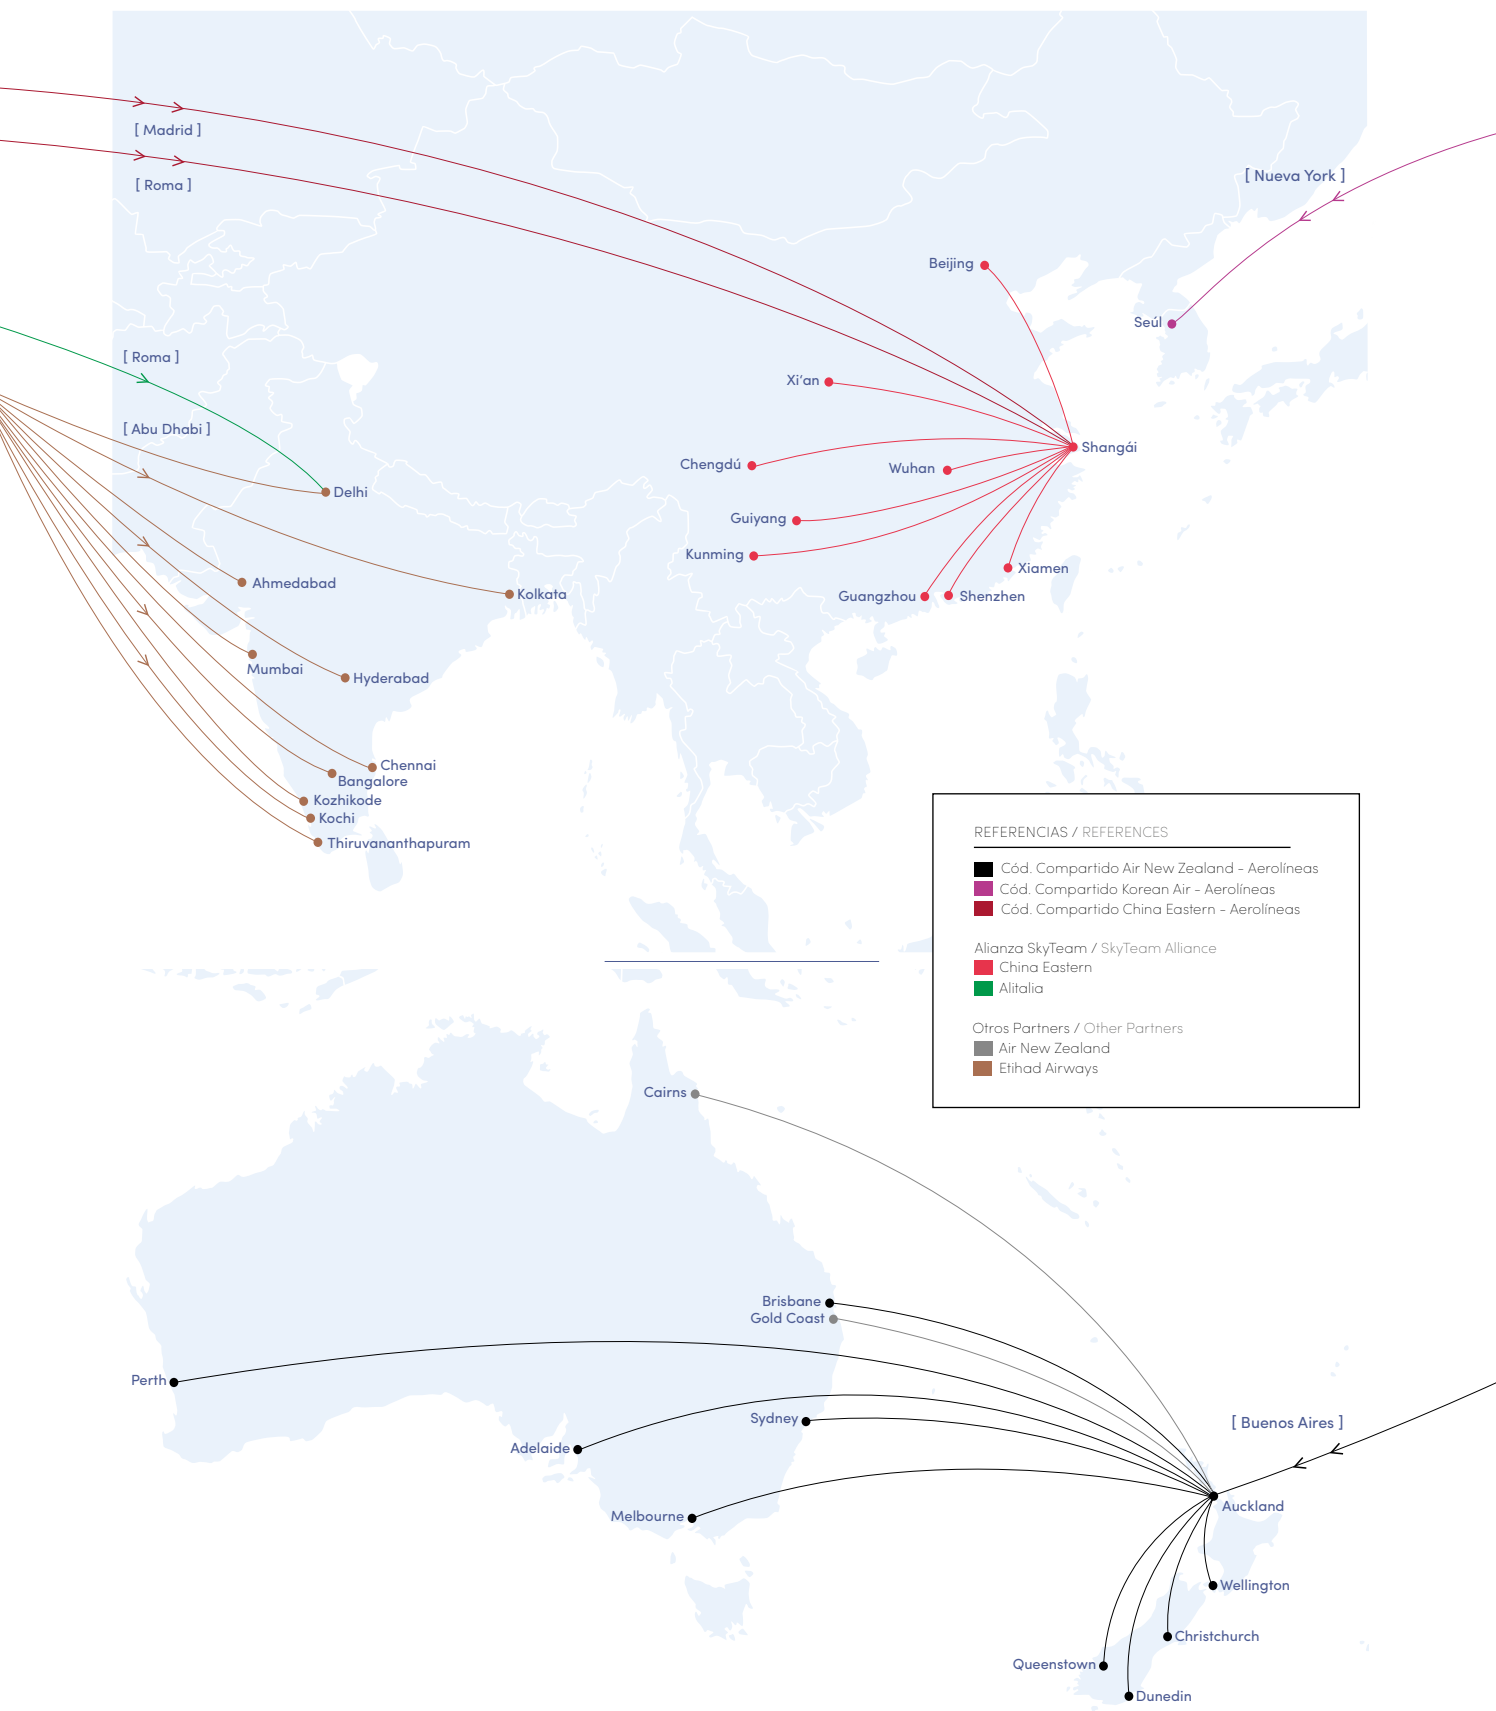 [ Madrid ]
[ Nueva York ]
[ Roma ]
Beijing
Seúl
[ Roma ]
Xi'an
[ Abu Dhabi ]
Shangái
Chengdú
Wuhan
Delhi
Guiyang
Kunming
Xiamen
Ahmedabad
Kolkata
Guangzhou
Shenzhen
Mumbai
Hyderabad
Chennai
Bangalore
Kozhikode
Kochi
Thiruvananthapuram
REFERENCIAS / REFERENCES
Cód. Compartido Air New Zealand - Aerolíneas
Cód. Compartido Korean Air - Aerolíneas
Cód. Compartido China Eastern - Aerolíneas
Alianza SkyTeam / SkyTeam Alliance
China Eastern
Alitalia
Otros Partners / Other Partners
Air New Zealand
Etihad Airways
Cairns
Brisbane
Gold Coast
Perth
Sydney
[ Buenos Aires ]
Adelaide
Auckland
Melbourne
Wellington
Christchurch
Queenstown
Dunedin